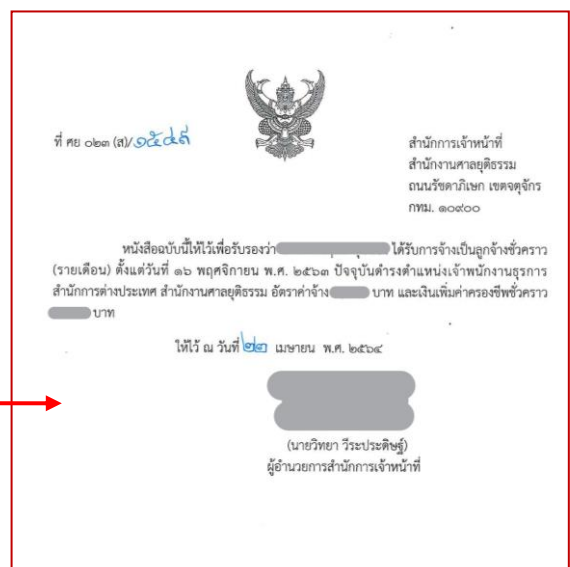 ที่ ศย ๐๒๓ (ส)/๑๕๔๙
สำนักการเจ้าหน้าที่
สำนักงานศาลยุติธรรม
ถนนรัชดาภิเษก เขตจตุจักร
กทม. ๑๐๙๐๐
หนังสือฉบับนี้ให้ไว้เพื่อรับรองว่า ได้รับการจ้างเป็นลูกจ้างชั่วคราว
(รายเดือน) ตั้งแต่วันที่ ๑๖ พฤศจิกายน พ.ศ. ๒๕๖๓ ปัจจุบันดำรงตำแหน่งเจ้าพนักงานธุรการ
สำนักการต่างประเทศ สำนักงานศาลยุติธรรม อัตราค่าจ้าง บาท และเงินเพิ่มค่าครองชีพชั่วคราว
บาท
ให้ไว้ ณ วันที่ ๒๒ เมษายน พ.ศ. ๒๕๖๔
(นายวิทยา วีระประดิษฐ์)
ผู้อำนวยการสำนักการเจ้าหน้าที่